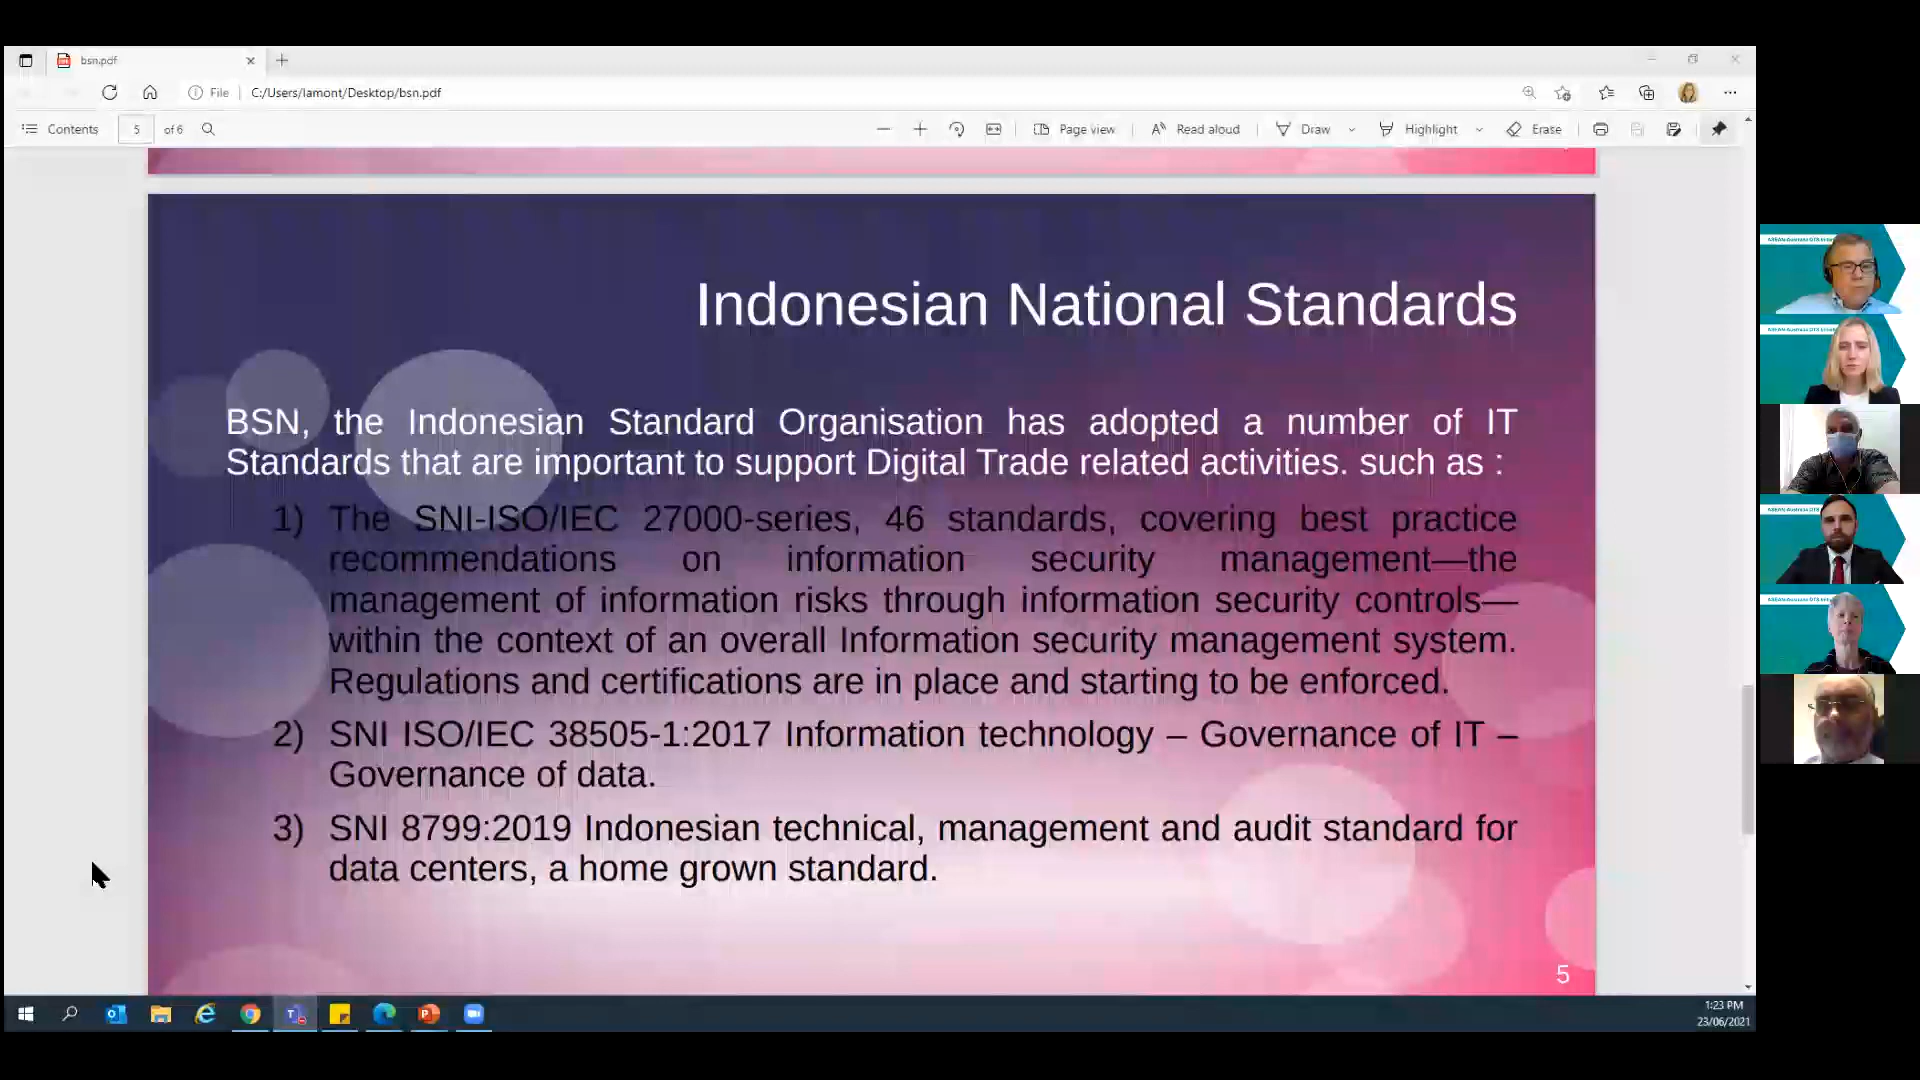 bsn.pdf
File C:/Users/lamont/Desktop/bsn.pdf
Contents 5 of 6 Page view Read aloud Draw Highlight Erase
Indonesian National Standards
BSN, the Indonesian Standard Organisation has adopted a number of IT
Standards that are important to support Digital Trade related activities. such as :
1) The SNI-ISO/IEC 27000-series, 46 standards, covering best practice
recommendations on information security management—the
management of information risks through information security controls—
within the context of an overall Information security management system.
Regulations and certifications are in place and starting to be enforced.
2) SNI ISO/IEC 38505-1:2017 Information technology – Governance of IT –
Governance of data.
3) SNI 8799:2019 Indonesian technical, management and audit standard for
data centers, a home grown standard.
5
1:23 PM
23/06/2021